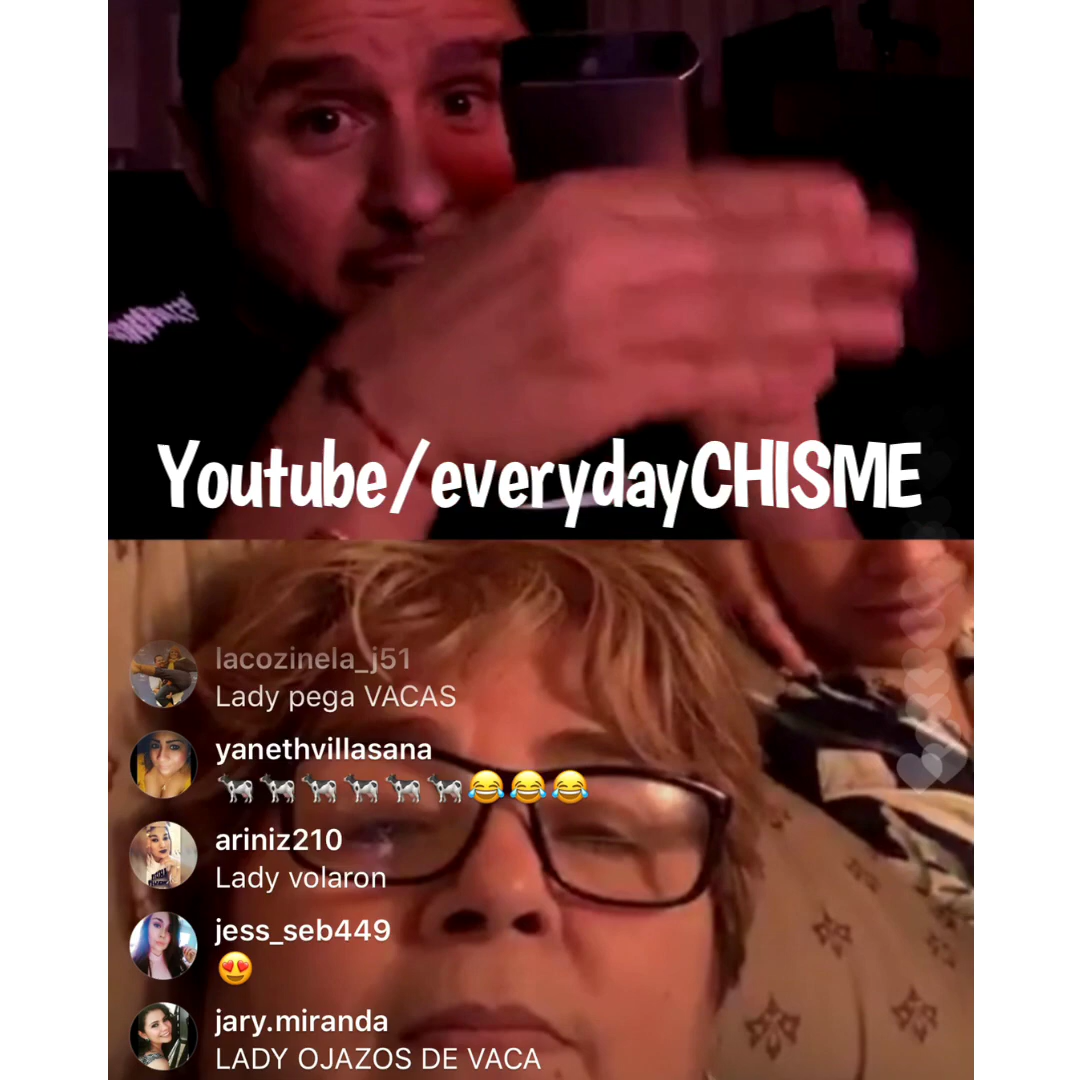 Youtube/everydayCHISME
lacozinela_j51
Lady pega VACAS
yanethvillasana
🐄🐄🐄🐄🐄🐄😂😂😂
ariniz210
Lady volaron
jess_seb449
😍
jary.miranda
LADY OJAZOS DE VACA